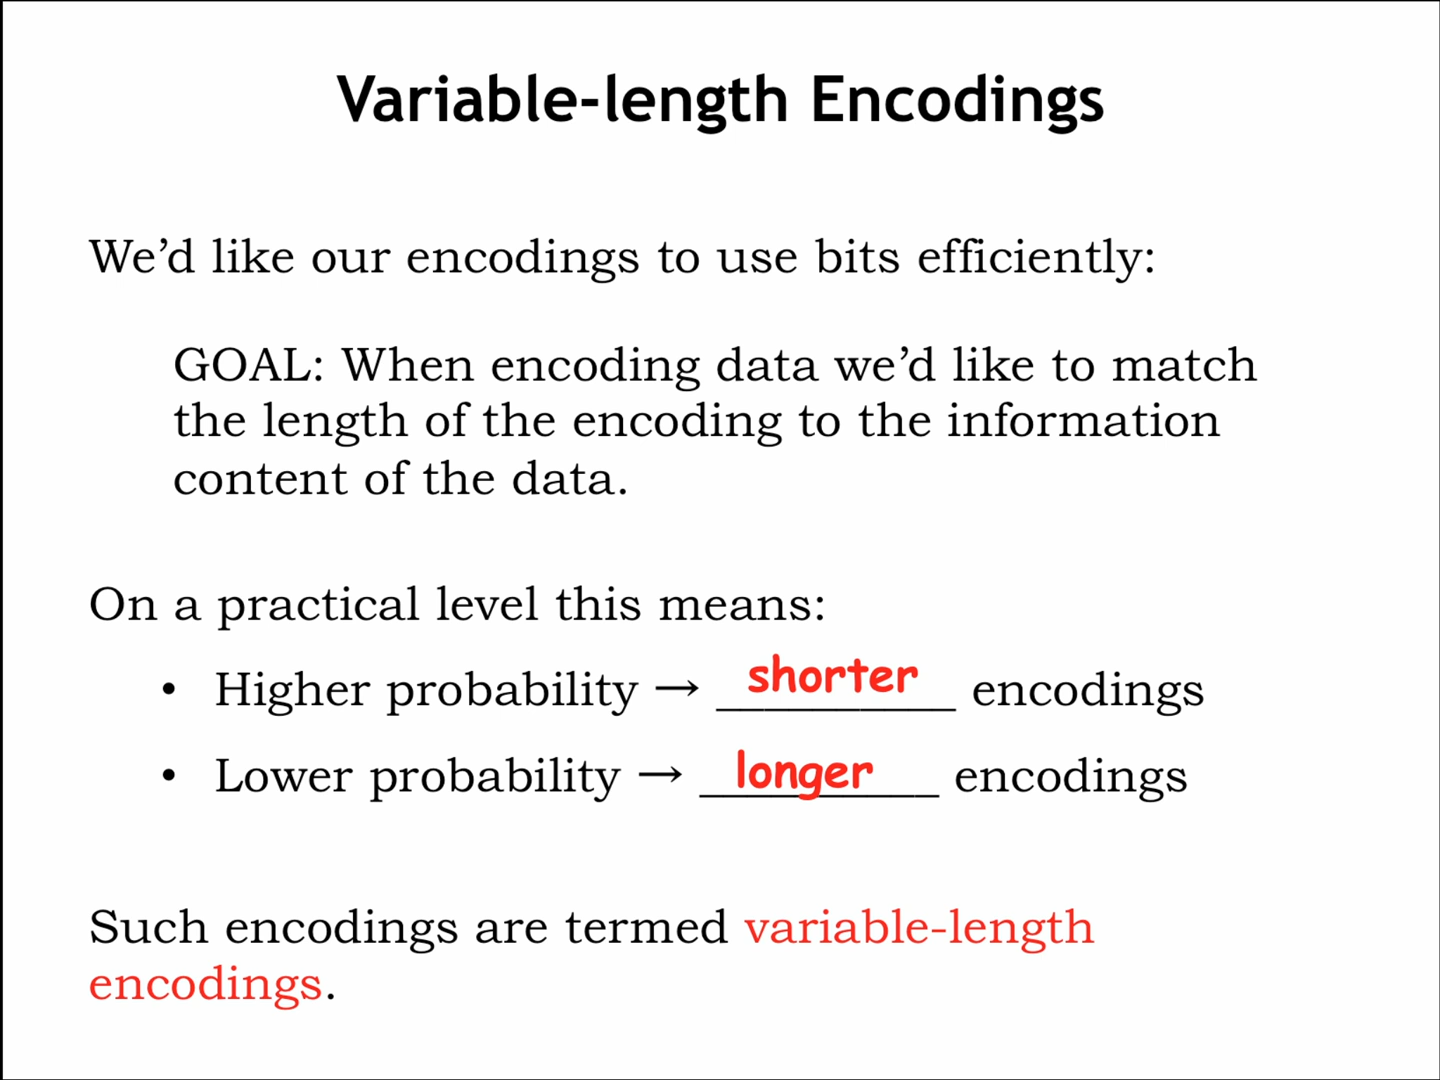 Variable-length Encodings
We’d like our encodings to use bits efficiently:
GOAL: When encoding data we’d like to match
the length of the encoding to the information
content of the data.
On a practical level this means:
• Higher probability → shorter encodings
• Lower probability → longer encodings
Such encodings are termed variable-length
encodings.